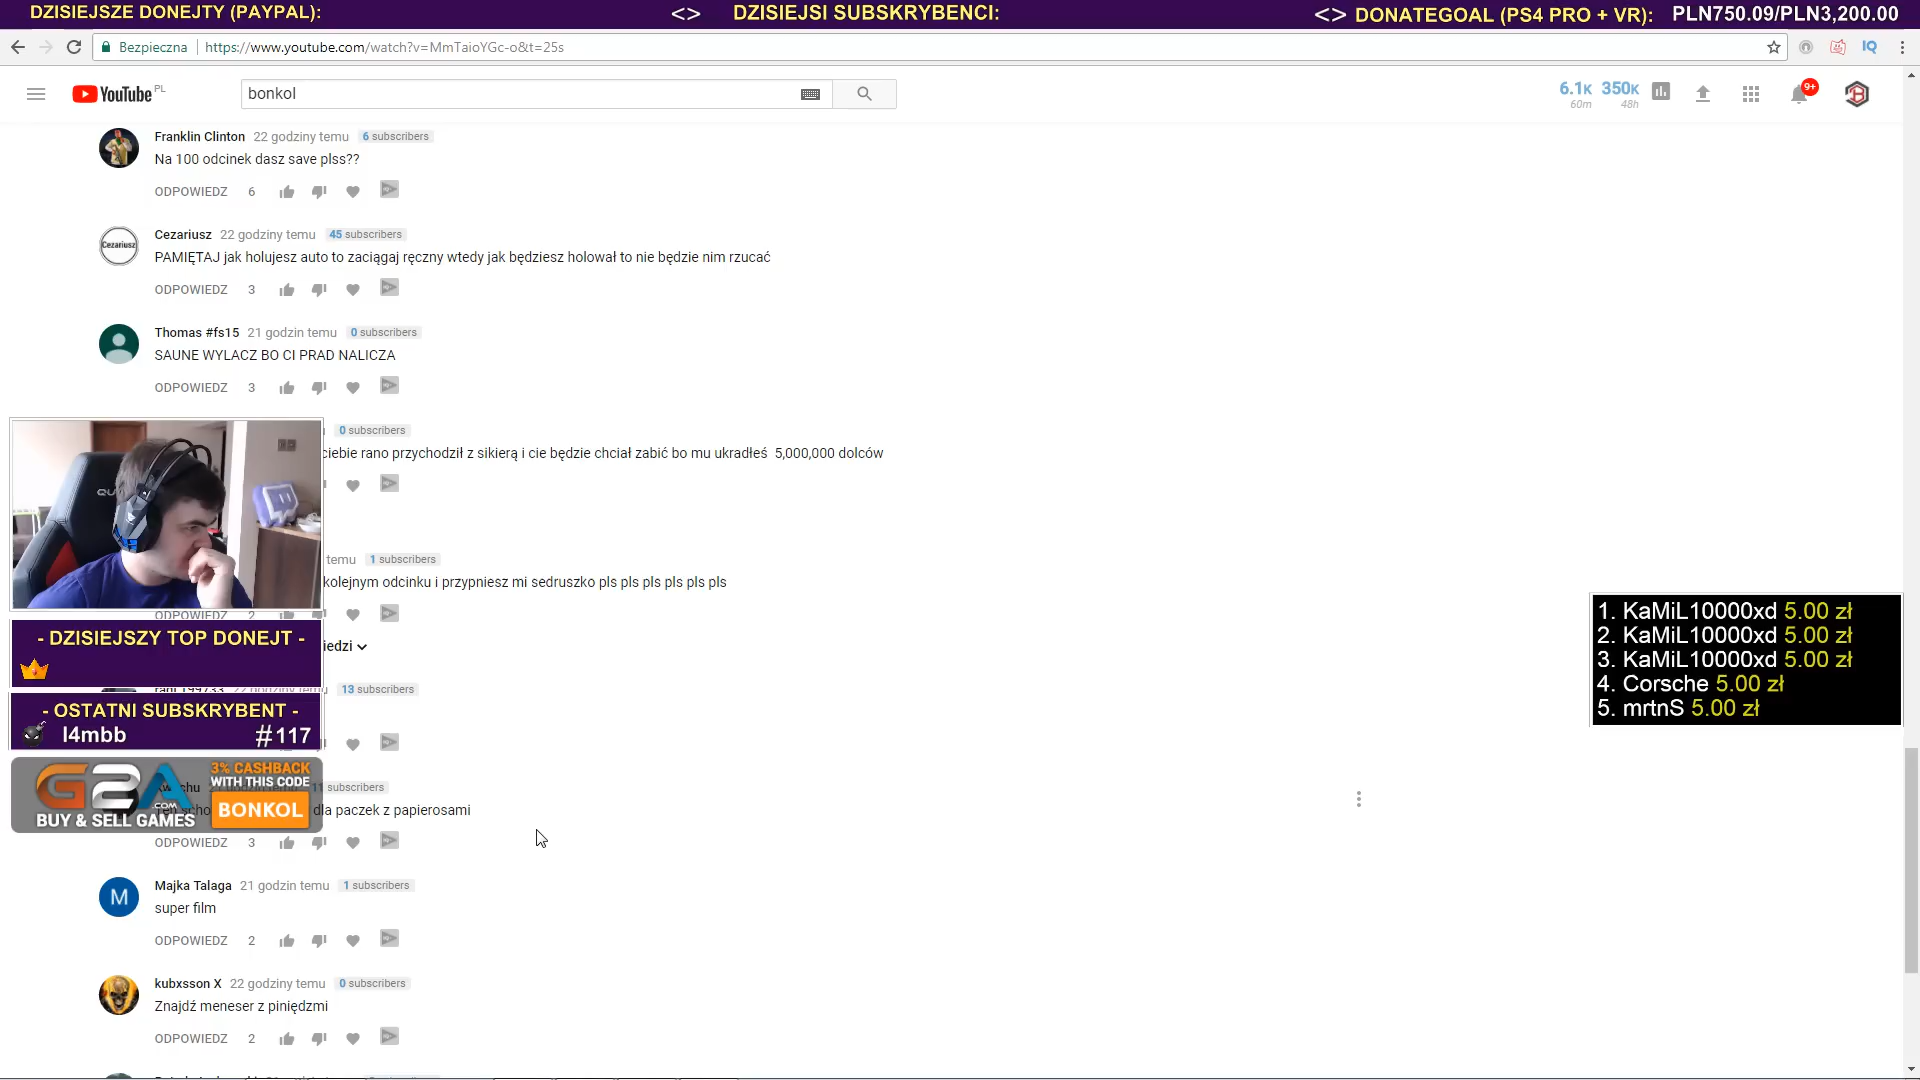 DZISIEJSZE DONEJTY (PAYPAL): <> DZISIEJSI SUBSKRYBENCI: <> DONATEGOAL (PS4 PRO + VR): PLN750.09/PLN3,200.00
Bezpieczna https://www.youtube.com/watch?v=MmTaioYGc-o&t=25s IQ
YouTube PL bonkol 6.1K 60m 350K 48h 9+
Franklin Clinton 22 godziny temu 6 subscribers
Na 100 odcinek dasz save plss??
ODPOWIEDZ 6
Cezariusz Cezariusz 22 godziny temu 45 subscribers
PAMIĘTAJ jak holujesz auto to zaciągaj ręczny wtedy jak będziesz holował to nie będzie nim rzucać
ODPOWIEDZ 3
Thomas #fs15 21 godzin temu 0 subscribers
SAUNE WYLACZ BO CI PRAD NALICZA
ODPOWIEDZ 3
0 subscribers
ciebie rano przychodził z sikierą i cie będzie chciał zabić bo mu ukradłeś 5,000,000 dolców
temu 1 subscribers
kolejnym odcinku i przypniesz mi sedruszko pls pls pls pls pls pls
ODPOWIEDZ 2
iedzi
- DZISIEJSZY TOP DONEJT -
13 subscribers
- OSTATNI SUBSKRYBENT -
l4mbb #117
11 subscribers
dla paczek z papierosami
G2A .COM
BUY & SELL GAMES
3% CASHBACK
WITH THIS CODE
BONKOL
ODPOWIEDZ 3
M Majka Talaga 21 godzin temu 1 subscribers
super film
ODPOWIEDZ 2
kubxsson X 22 godziny temu 0 subscribers
Znajdź meneser z piniędzmi
ODPOWIEDZ 2
1. KaMiL10000xd 5.00 zł
2. KaMiL10000xd 5.00 zł
3. KaMiL10000xd 5.00 zł
4. Corsche 5.00 zł
5. mrtnS 5.00 zł